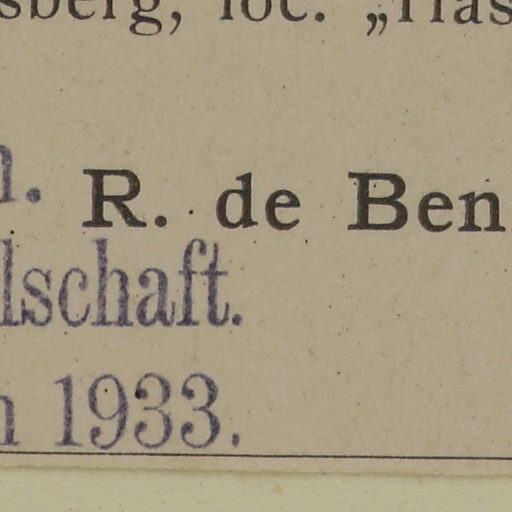 sberg, loc. „Has
R. de Ben
lschaft.
n 1933.